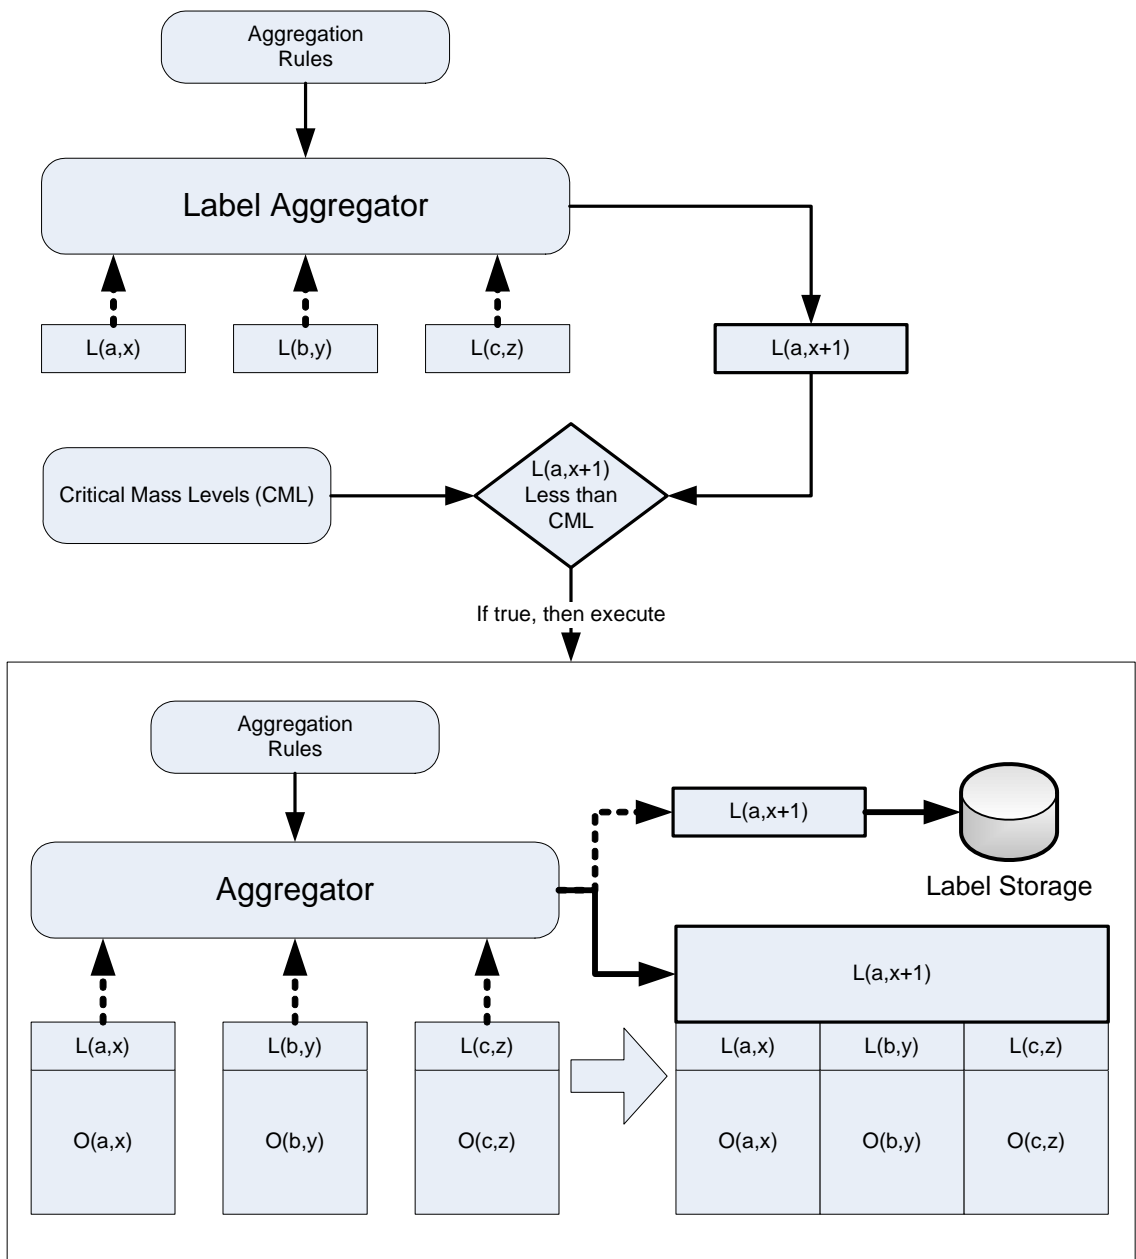 Aggregation
Rules
Label Aggregator
L(a,x)
L(b,y)
L(c,z)
L(a,x+1)
Critical Mass Levels (CML)
L(a,x+1)
Less than
CML
If true, then execute
Aggregation
Rules
L(a,x+1)
Label Storage
Aggregator
L(a,x+1)
L(a,x)
L(b,y)
L(c,z)
L(a,x)
L(b,y)
L(c,z)
O(a,x)
O(b,y)
O(c,z)
O(a,x)
O(b,y)
O(c,z)